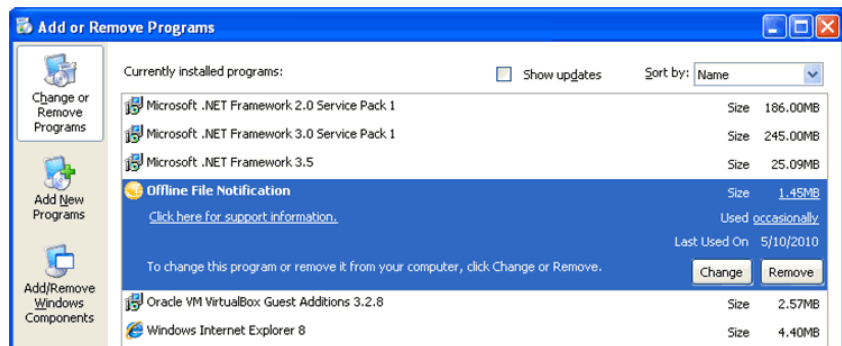 Add or Remove Programs
Change or
Remove
Programs
Add New
Programs
Add/Remove
Windows
Components
Currently installed programs:
Show updates
Sort by: Name
Microsoft .NET Framework 2.0 Service Pack 1 Size 186.00MB
Microsoft .NET Framework 3.0 Service Pack 1 Size 245.00MB
Microsoft .NET Framework 3.5 Size 25.09MB
Offline File Notification Size 1.45MB
Click here for support information. Used occasionally
Last Used On 5/10/2010
To change this program or remove it from your computer, click Change or Remove. Change Remove
Oracle VM VirtualBox Guest Additions 3.2.8 Size 2.57MB
Windows Internet Explorer 8 Size 4.40MB